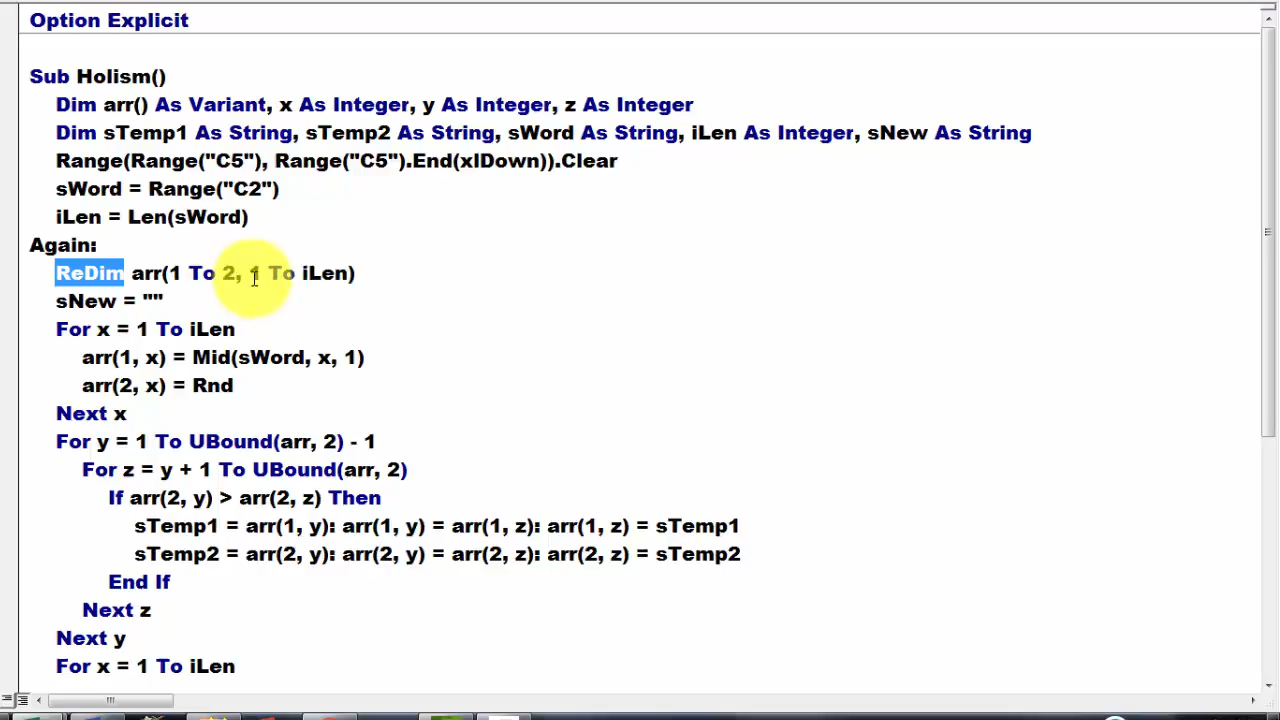 Option Explicit
Sub Holism()
Dim arr() As Variant, x As Integer, y As Integer, z As Integer
Dim sTemp1 As String, sTemp2 As String, sWord As String, iLen As Integer, sNew As String
Range(Range("C5"), Range("C5").End(xlDown)).Clear
sWord = Range("C2")
iLen = Len(sWord)
Again:
ReDim arr(1 To 2, 1 To iLen)
sNew = ""
For x = 1 To iLen
arr(1, x) = Mid(sWord, x, 1)
arr(2, x) = Rnd
Next x
For y = 1 To UBound(arr, 2) - 1
For z = y + 1 To UBound(arr, 2)
If arr(2, y) > arr(2, z) Then
sTemp1 = arr(1, y): arr(1, y) = arr(1, z): arr(1, z) = sTemp1
sTemp2 = arr(2, y): arr(2, y) = arr(2, z): arr(2, z) = sTemp2
End If
Next z
Next y
For x = 1 To iLen